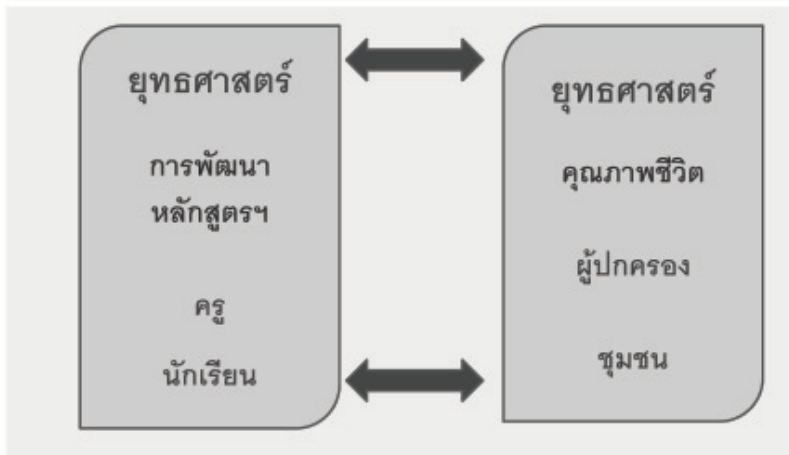 ยุทธศาสตร์
การพัฒนา
หลักสูตรฯ
ครู
นักเรียน
ยุทธศาสตร์
คุณภาพชีวิต
ผู้ปกครอง
ชุมชน